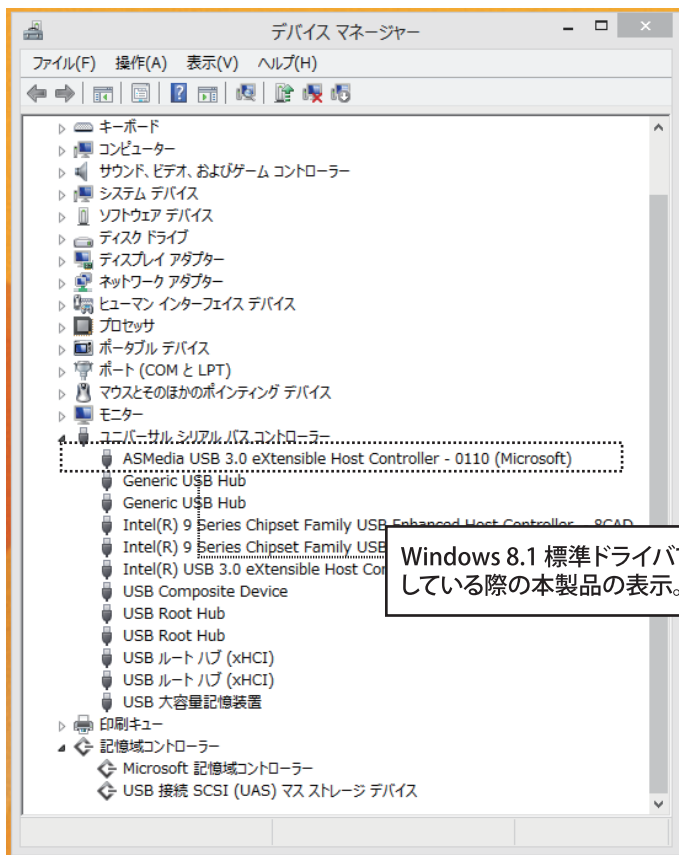 デバイス マネージャー
ファイル(F) 操作(A) 表示(V) ヘルプ(H)
キーボード
コンピューター
サウンド、ビデオ、およびゲーム コントローラー
システム デバイス
ソフトウェア デバイス
ディスク ドライブ
ディスプレイ アダプター
ネットワーク アダプター
ヒューマン インターフェイス デバイス
プロセッサ
ポータブル デバイス
ポート (COM と LPT)
マウスとそのほかのポインティング デバイス
モニター
ユニバーサル シリアル バス コントローラー
ASMedia USB 3.0 eXtensible Host Controller - 0110 (Microsoft)
Generic USB Hub
Generic USB Hub
Intel(R) 9 Series Chipset Family USB Enhanced Host Controller - 8CAD
Intel(R) 9 Series Chipset Family USB
Intel(R) USB 3.0 eXtensible Host Con
USB Composite Device
USB Root Hub
USB Root Hub
USB ルート ハブ (xHCI)
USB ルート ハブ (xHCI)
USB 大容量記憶装置
印刷キュー
記憶域コントローラー
Microsoft 記憶域コントローラー
USB 接続 SCSI (UAS) マス ストレージ デバイス
Windows 8.1 標準ドライバ
している際の本製品の表示。